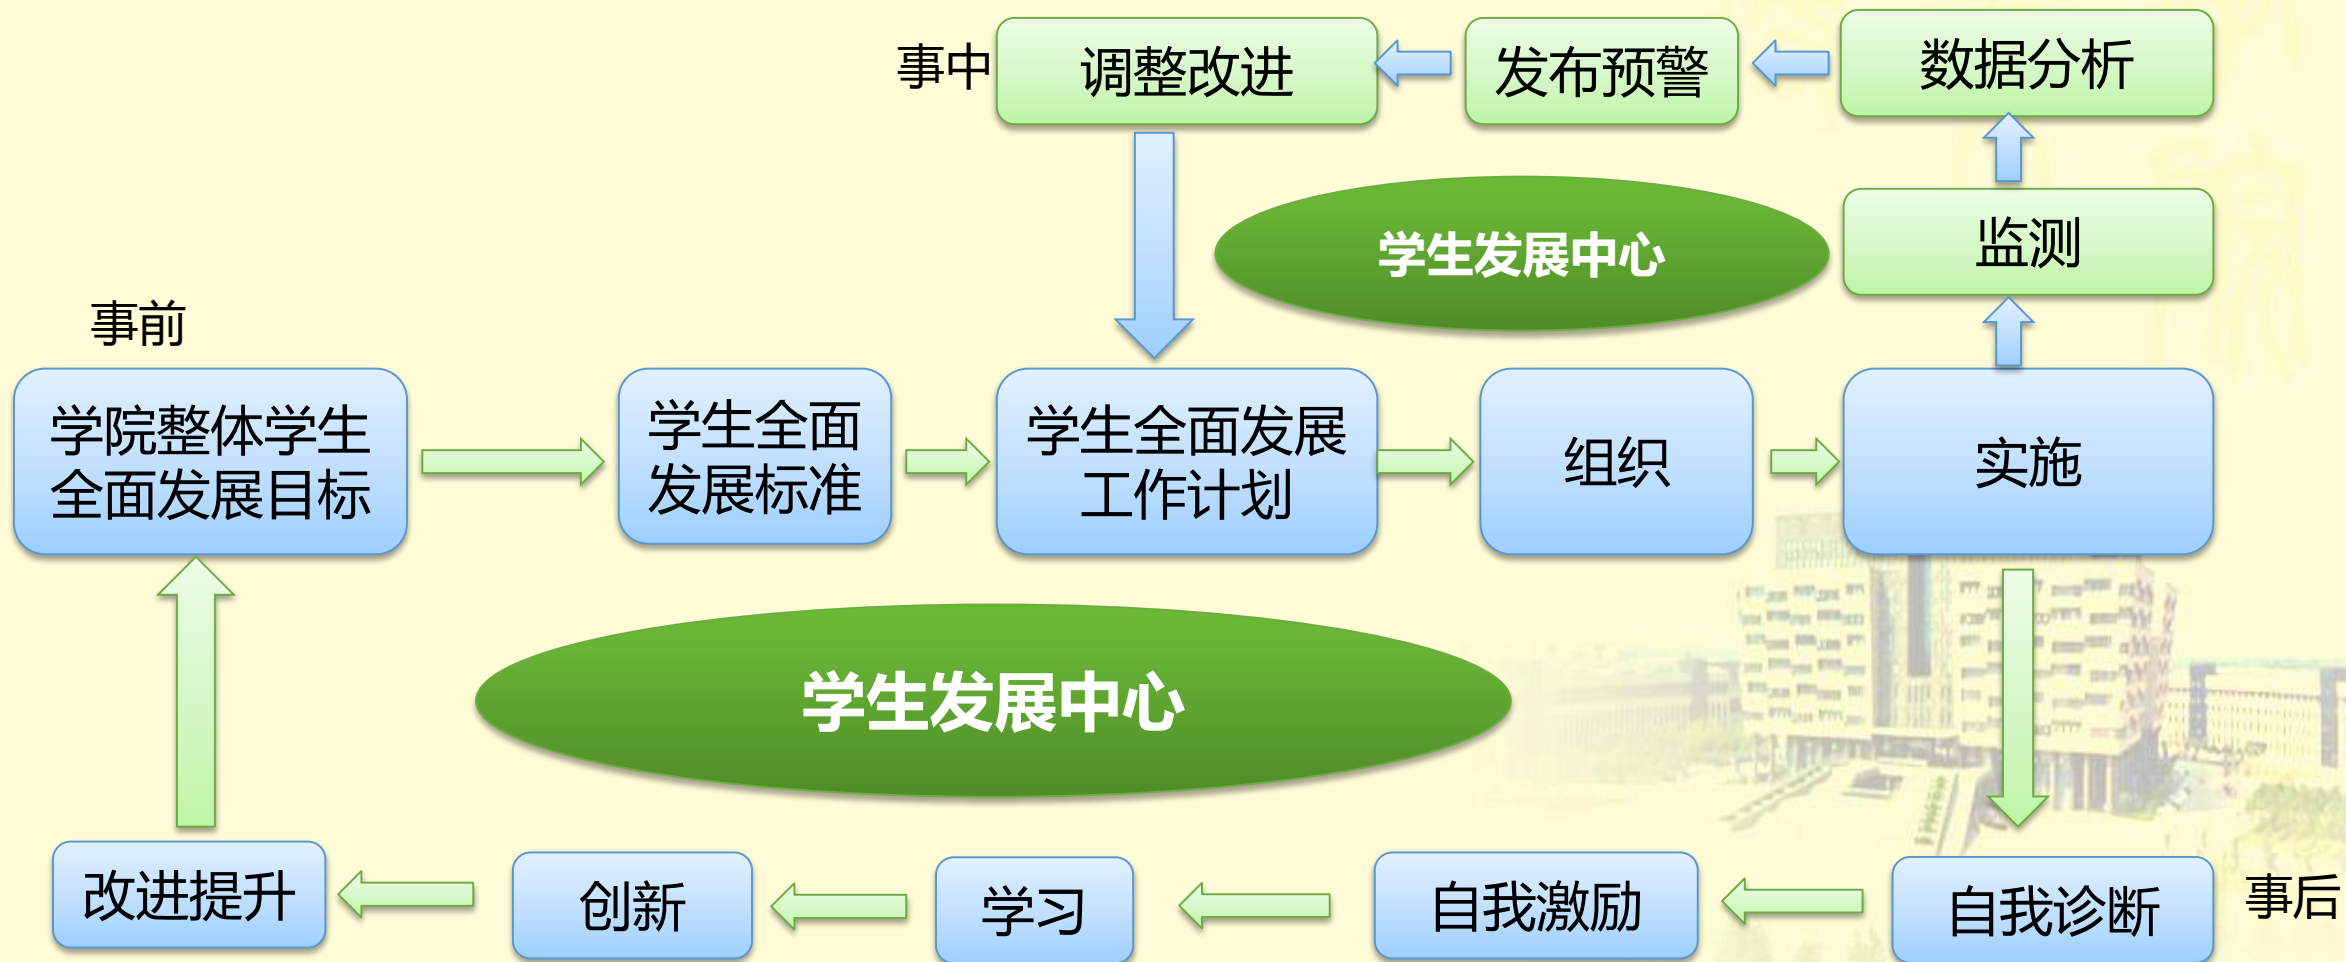 事中
调整改进
发布预警
数据分析
学生发展中心
监测
事前
学院整体学生
全面发展目标
学生全面
发展标准
学生全面发展
工作计划
组织
实施
学生发展中心
改进提升
创新
学习
自我激励
自我诊断
事后